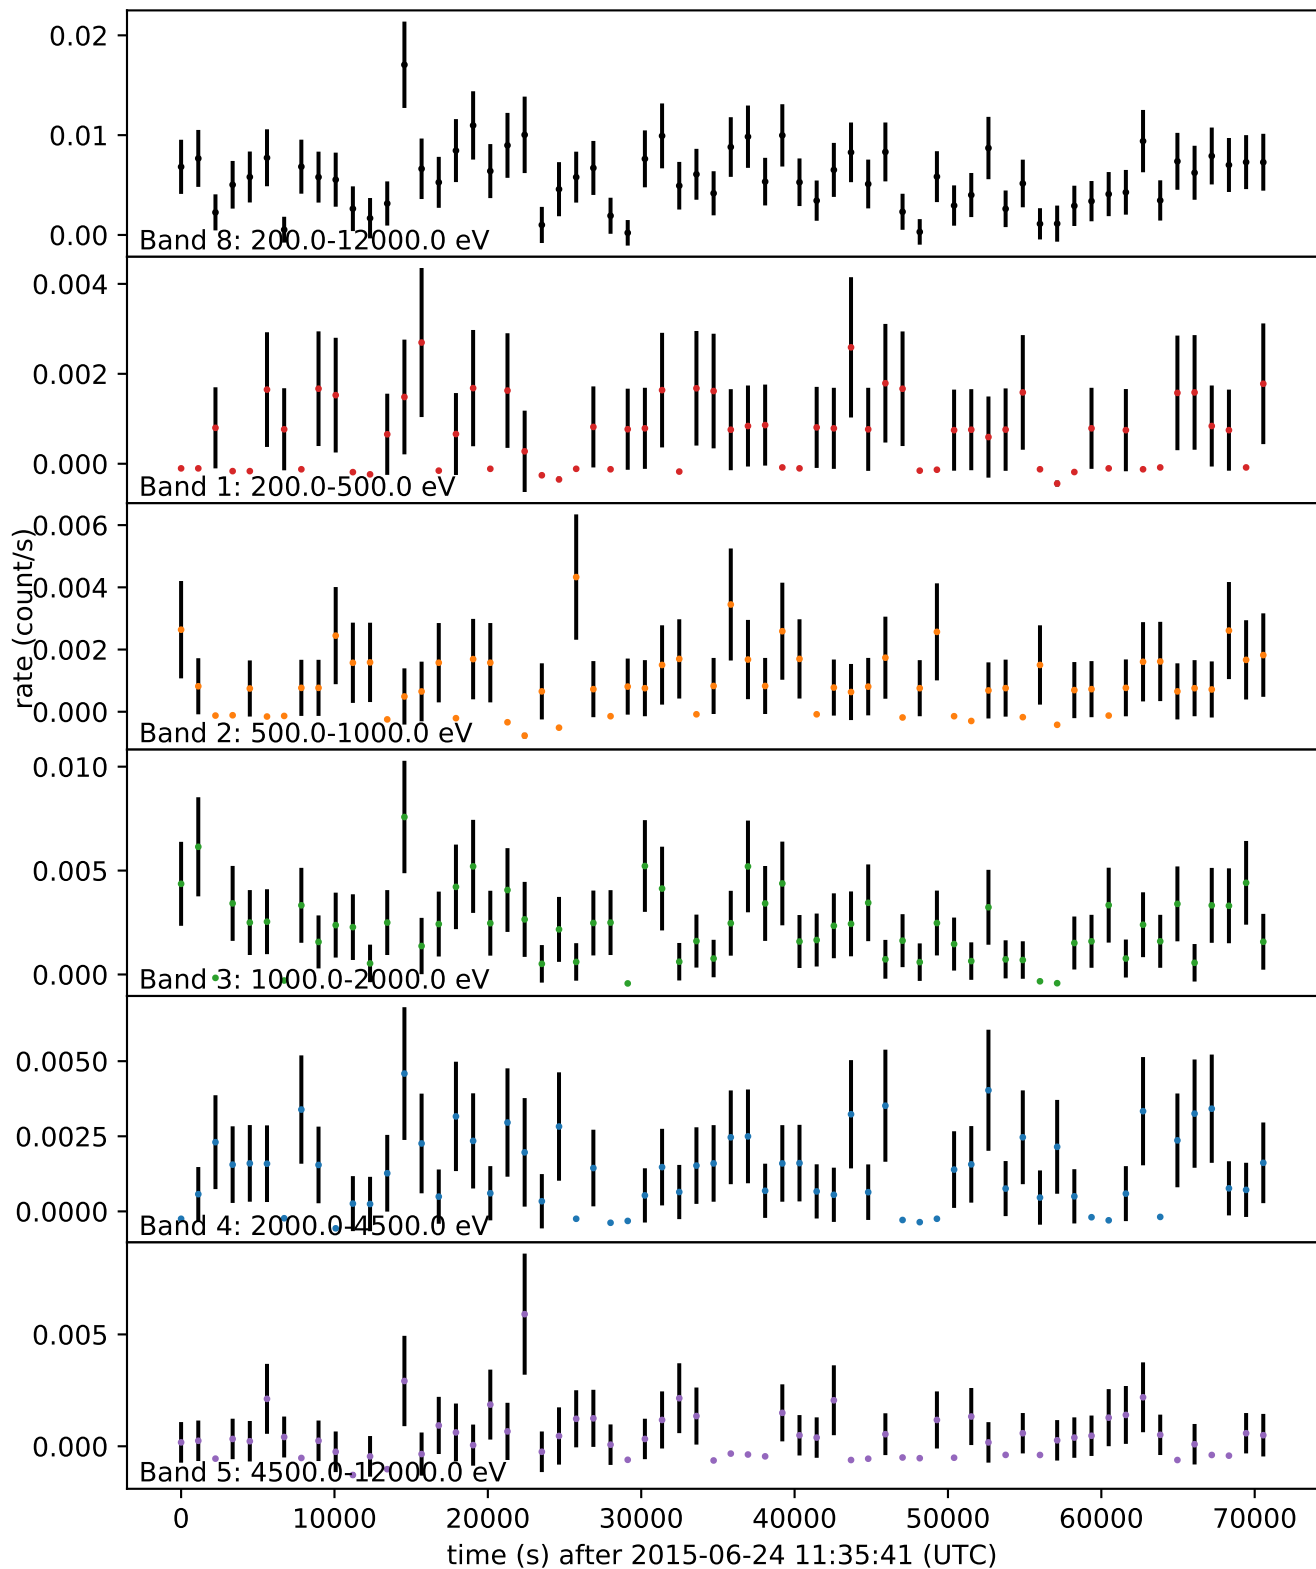 0.02
0.01
0.00
Band 8: 200.0-12000.0 eV
0.004
0.002
0.000
Band 1: 200.0-500.0 eV
rate (count/s)
0.006
0.004
0.002
0.000
Band 2: 500.0-1000.0 eV
0.010
0.005
0.000
Band 3: 1000.0-2000.0 eV
0.0050
0.0025
0.0000
Band 4: 2000.0-4500.0 eV
0.005
0.000
Band 5: 4500.0-12000.0 eV
0 10000 20000 30000 40000 50000 60000 70000
time (s) after 2015-06-24 11:35:41 (UTC)